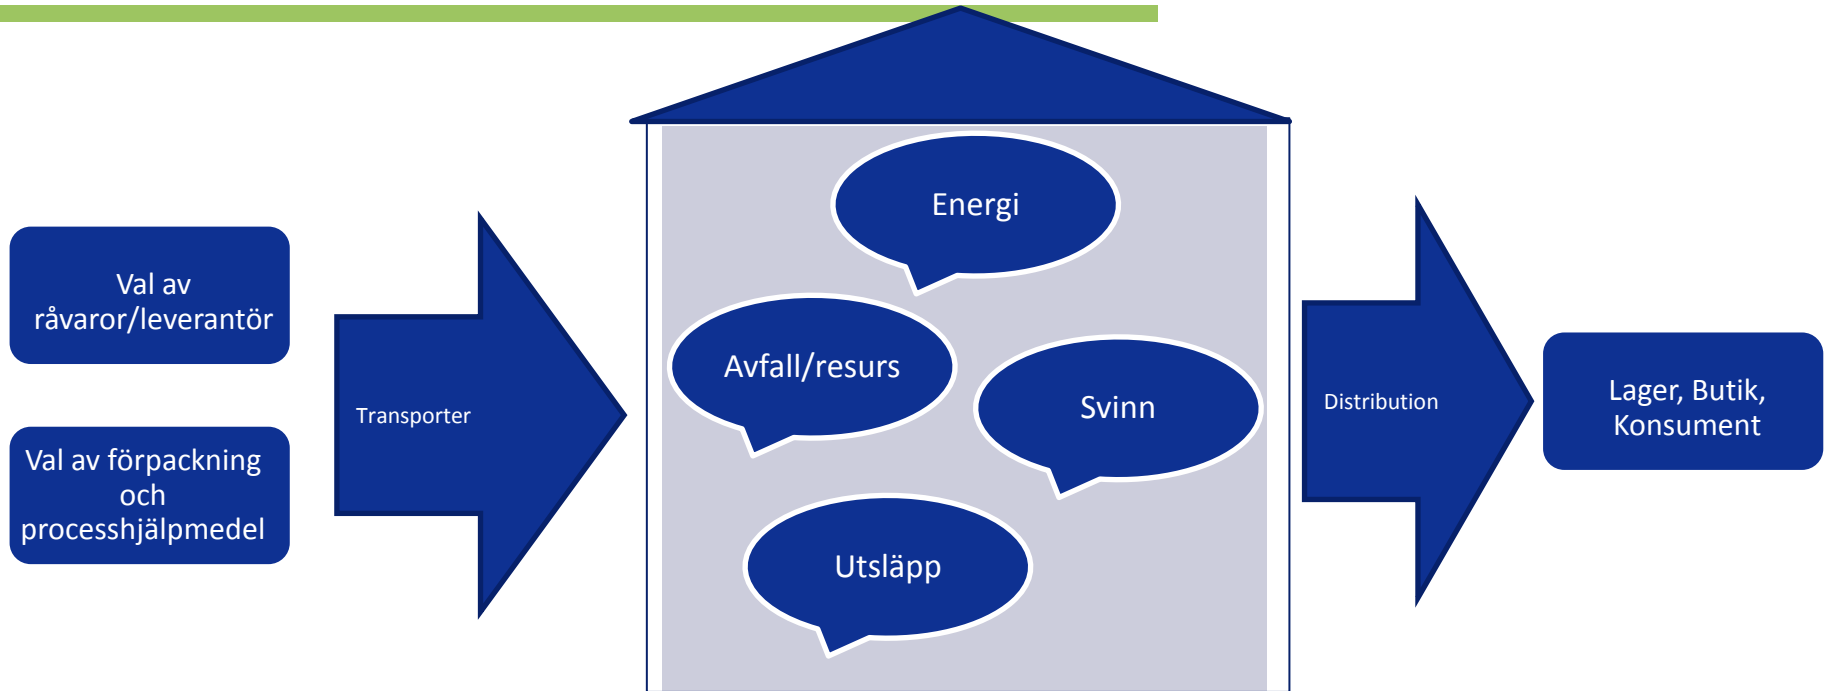 Val av
råvaror/leverantör
Val av förpackning
och
processhjälpmedel
Transporter
Energi
Avfall/resurs
Svinn
Utsläpp
Distribution
Lager, Butik,
Konsument